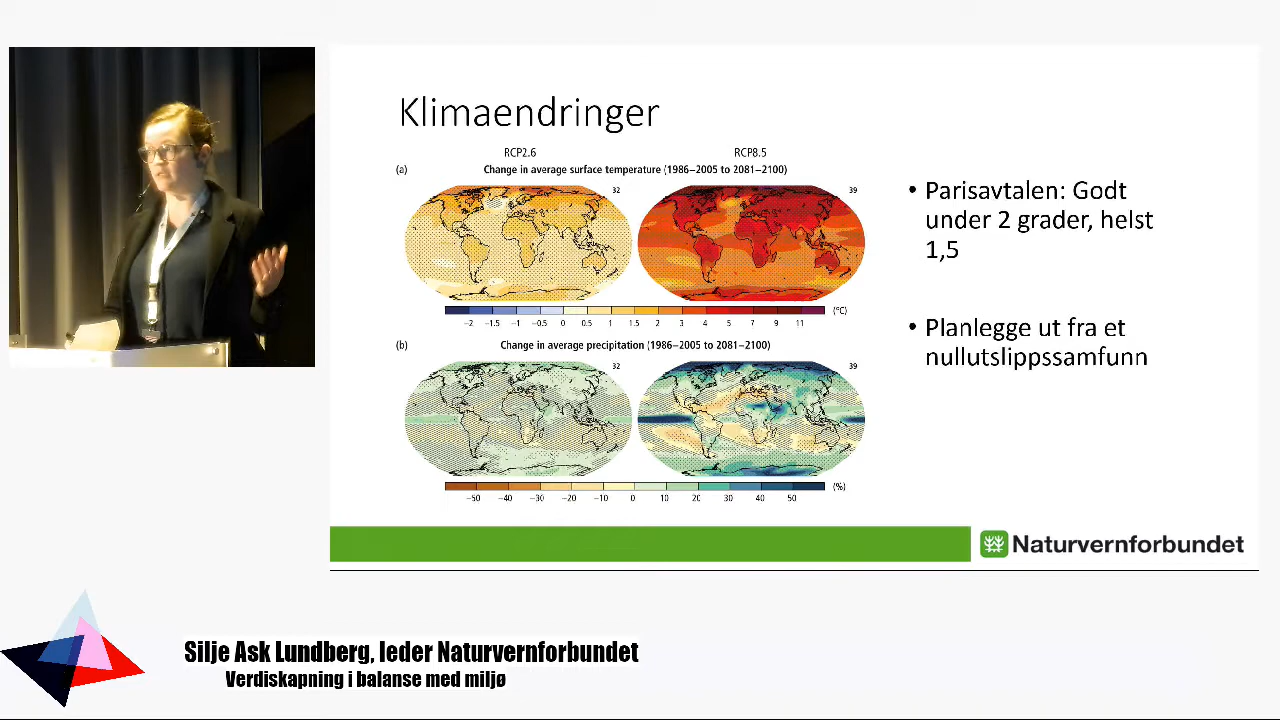 Klimaendringer
RCP2.6
RCP8.5
(a)
Change in average surface temperature (1986−2005 to 2081−2100)
32
39
(°C)
−2 −1.5 −1 −0.5 0 0.5 1 1.5 2 3 4 5 7 9 11
(b)
Change in average precipitation (1986−2005 to 2081−2100)
32
39
(%)
−50 −40 −30 −20 −10 0 10 20 30 40 50
• Parisavtalen: Godt
under 2 grader, helst
1,5
• Planlegge ut fra et
nullutslippssamfunn
Naturvernforbundet
Silje Ask Lundberg, leder Naturvernforbundet
Verdiskapning i balanse med miljø